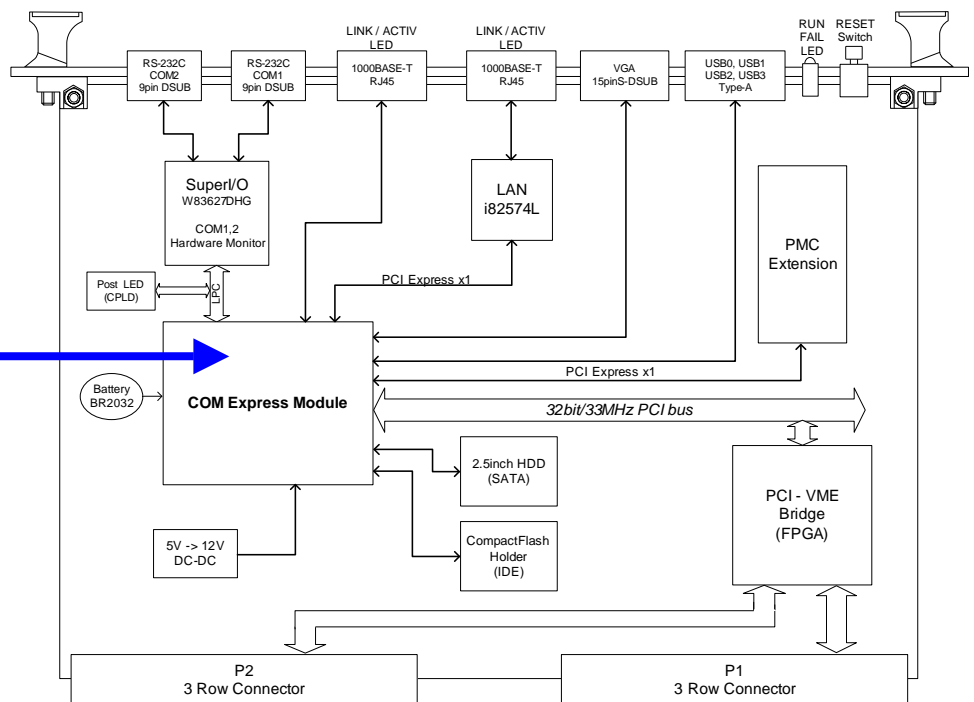 LINK / ACTIV
LED
LINK / ACTIV
LED
RUN
FAIL
LED
RESET
Switch
RS-232C
COM2
9pin DSUB
RS-232C
COM1
9pin DSUB
1000BASE-T
RJ45
1000BASE-T
RJ45
VGA
15pinS-DSUB
USB0, USB1
USB2, USB3
Type-A
SuperI/O
W83627DHG
COM1,2
Hardware Monitor
LAN
i82574L
PMC
Extension
Post LED
(CPLD)
LPC
PCI Express x1
PCI Express x1
Battery
BR2032
COM Express Module
32bit/33MHz PCI bus
2.5inch HDD
(SATA)
PCI - VME
Bridge
(FPGA)
5V -> 12V
DC-DC
CompactFlash
Holder
(IDE)
P2
3 Row Connector
P1
3 Row Connector